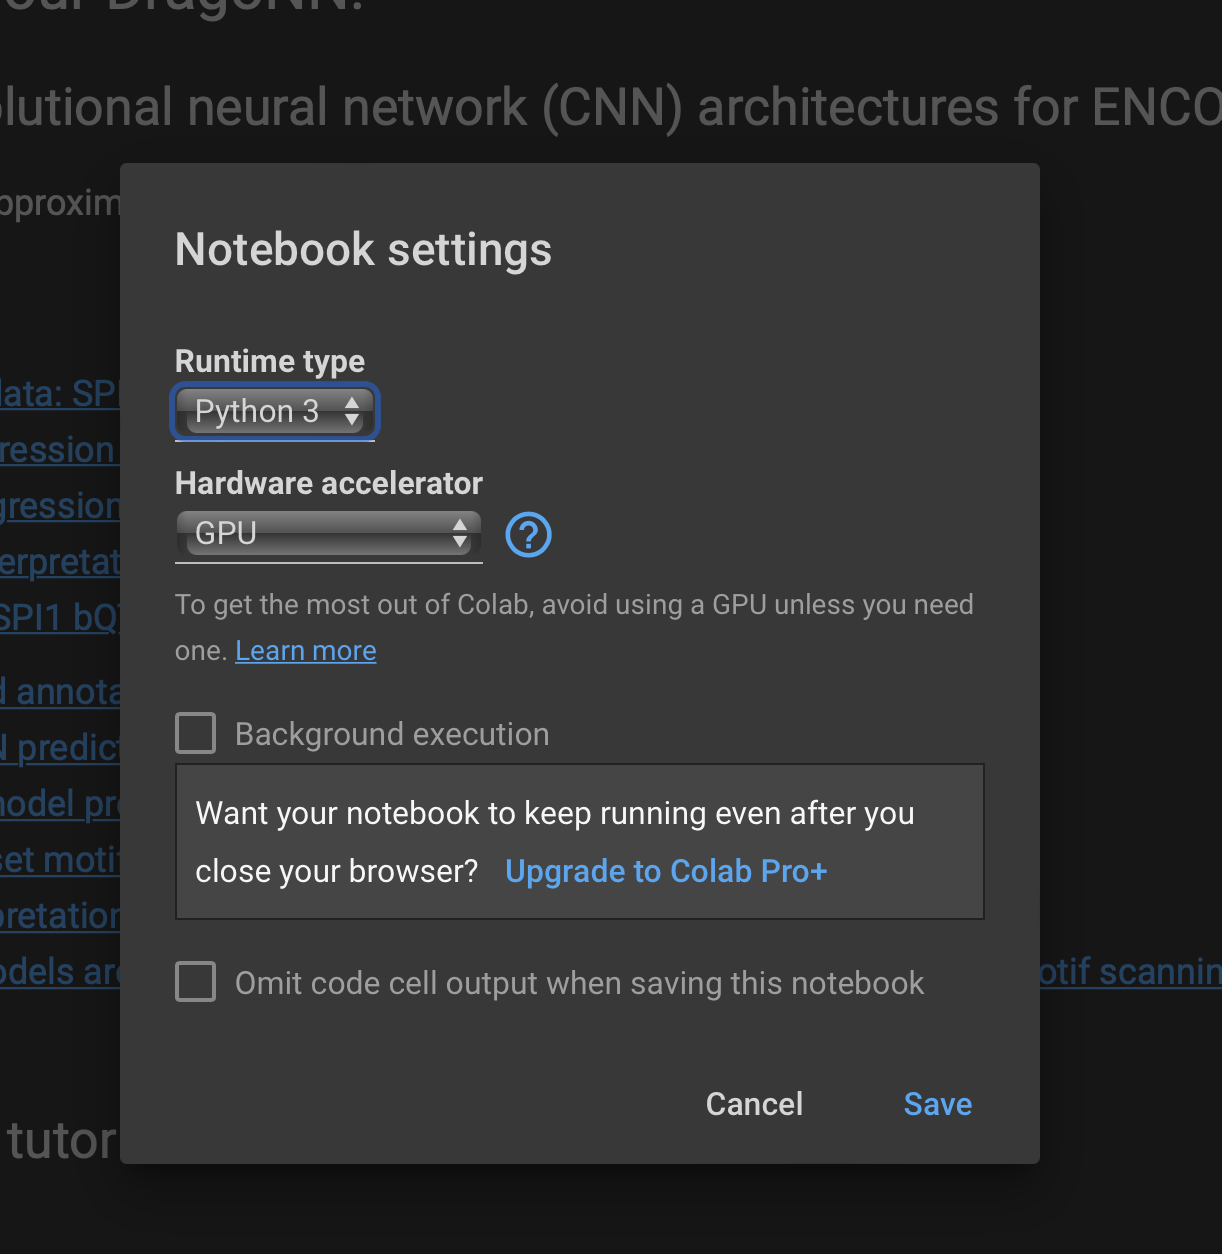 our DragoNN!
olutional neural network (CNN) architectures for ENCO
pproxim
Notebook settings
Runtime type
Python 3
Hardware accelerator
GPU
?
To get the most out of Colab, avoid using a GPU unless you need
one. Learn more
Background execution
Want your notebook to keep running even after you
close your browser? Upgrade to Colab Pro+
Omit code cell output when saving this notebook
Cancel Save
data: SPI
ression
gression
erpretat
SPI1 bQ
d annota
N predict
nodel pr
set motif
pretation
odels are
otif scannin
tutor